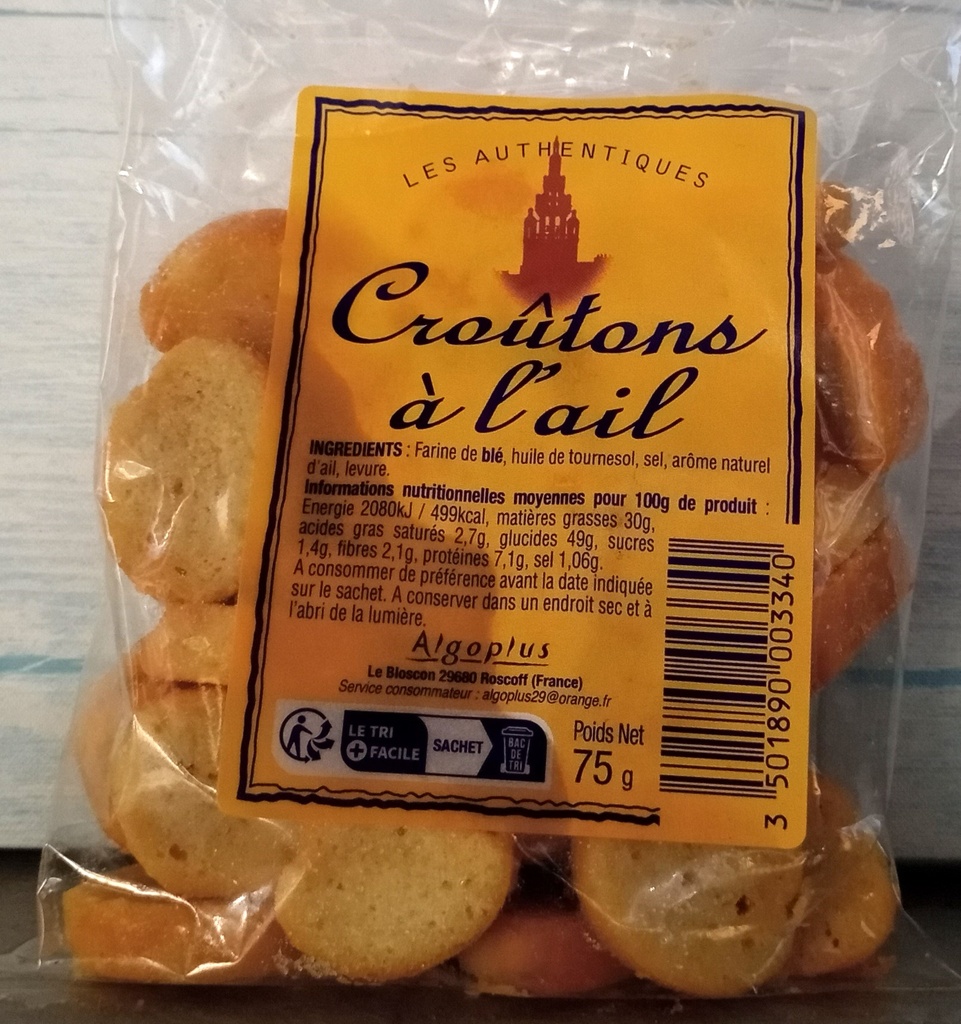 LES AUTHENTIQUES
Croûtons
à l'ail
INGREDIENTS : Farine de blé, huile de tournesol, sel, arôme naturel
d'ail, levure.
Informations nutritionnelles moyennes pour 100g de produit :
Energie 2080kJ / 499kcal, matières grasses 30g,
acides gras saturés 2,7g, glucides 49g, sucres
1,4g, fibres 2,1g, protéines 7,1g, sel 1,06g.
A consommer de préférence avant la date indiquée
sur le sachet. A conserver dans un endroit sec et à
l'abri de la lumière.
Algoplus
Le Bloscon 29680 Roscoff (France)
Service consommateur : algoplus29@orange.fr
LE TRI
+ FACILE
SACHET
BAC
DE
TRI
Poids Net
75 g
3 501890 003340